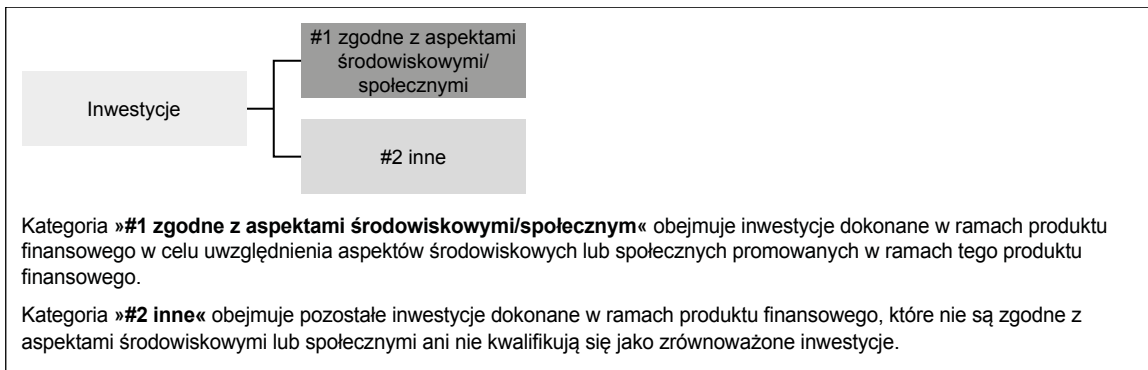 #1 zgodne z aspektami
środowiskowymi/
społecznymi
Inwestycje
#2 inne
Kategoria »#1 zgodne z aspektami środowiskowymi/społecznym« obejmuje inwestycje dokonane w ramach produktu
finansowego w celu uwzględnienia aspektów środowiskowych lub społecznych promowanych w ramach tego produktu
finansowego.
Kategoria »#2 inne« obejmuje pozostałe inwestycje dokonane w ramach produktu finansowego, które nie są zgodne z
aspektami środowiskowymi lub społecznymi ani nie kwalifikują się jako zrównoważone inwestycje.